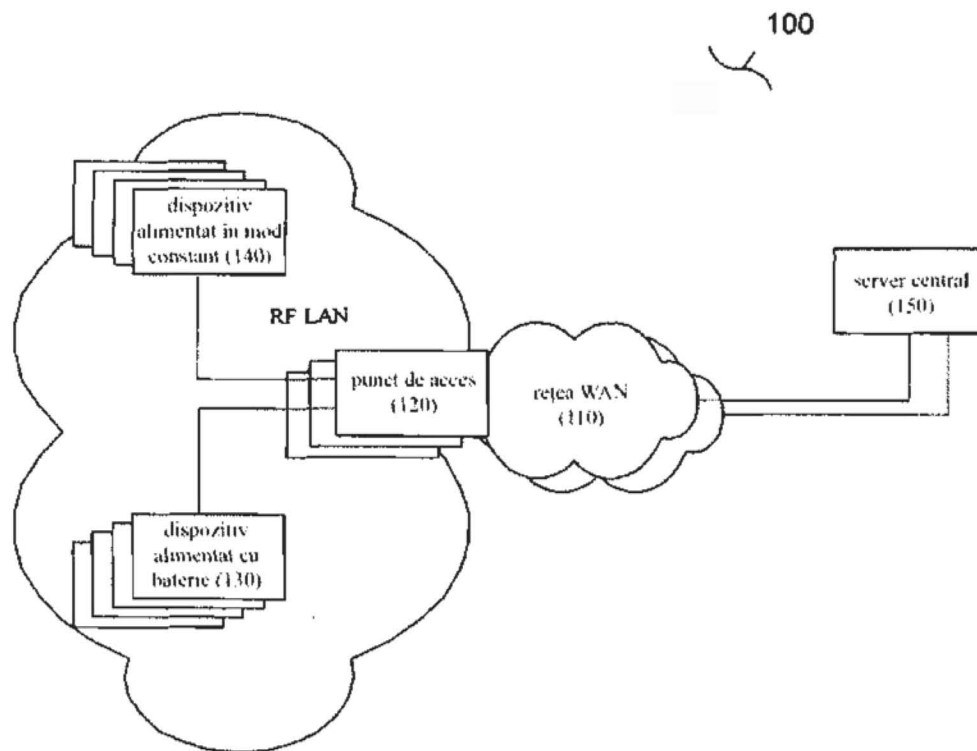 100
dispozitiv
alimentat în mod
constant (140)
RF LAN
punct de acces
(120)
rețea WAN
(110)
server central
(150)
dispozitiv
alimentat cu
baterie (130)